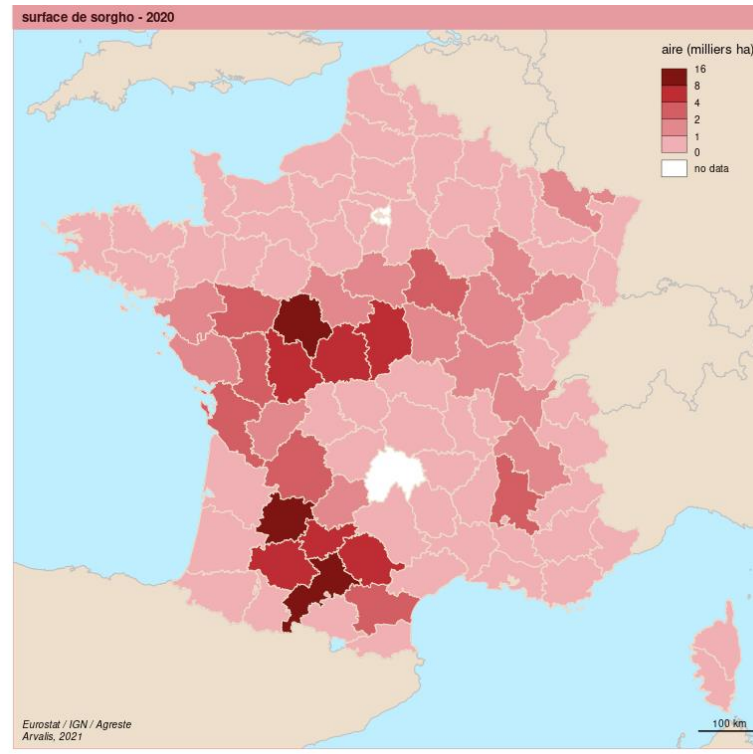 surface de sorgho - 2020
aire (milliers ha)
16
8
4
2
1
0
no data
Eurostat / IGN / Agreste
Arvalis, 2021
100 km